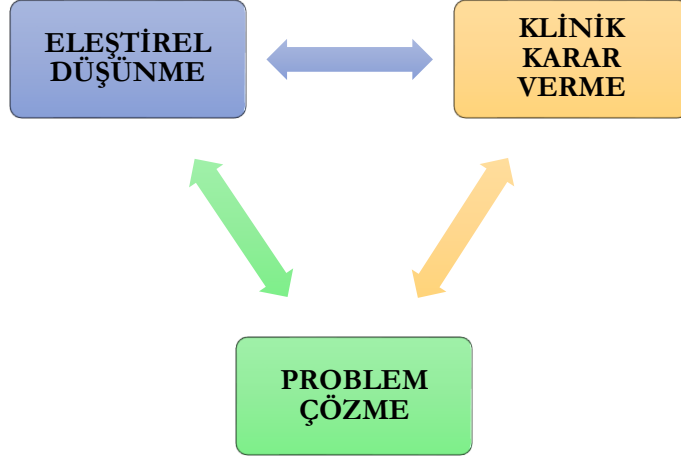 ELEŞTİREL
DÜŞÜNME
KLİNİK
KARAR
VERME
PROBLEM
ÇÖZME